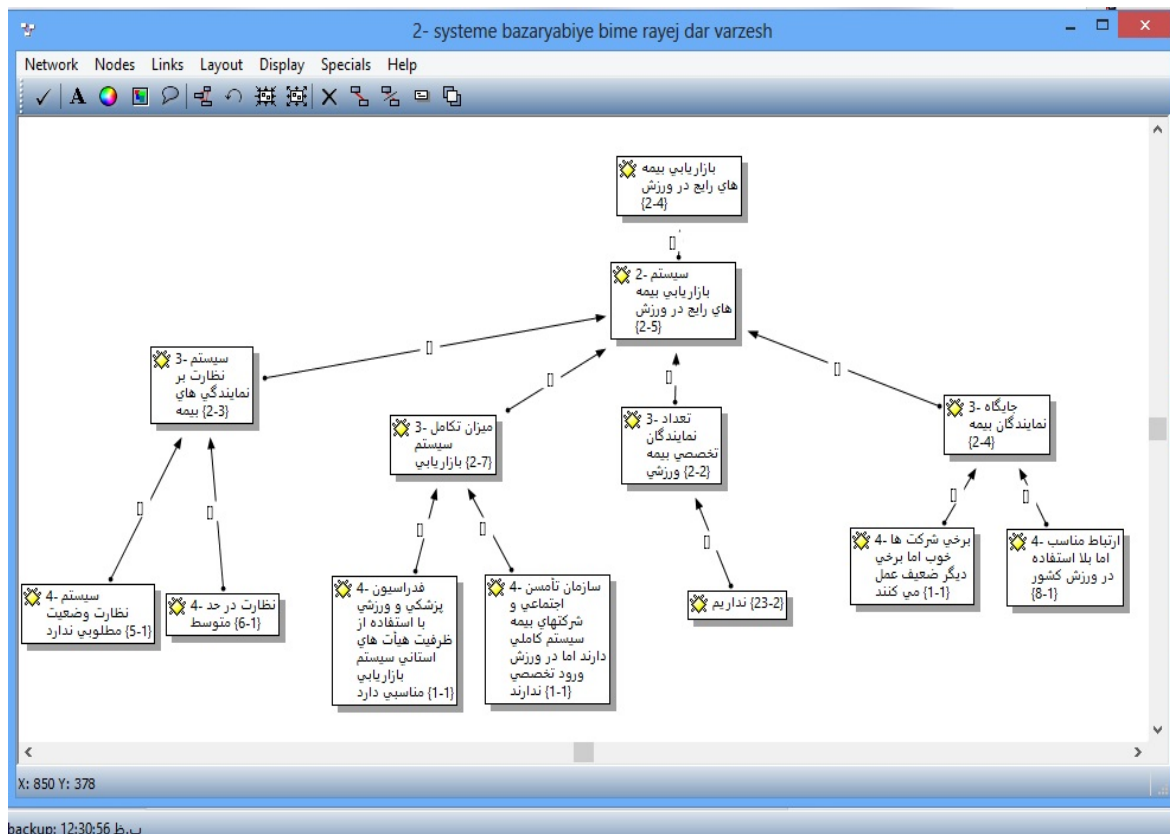 2- systeme bazaryabiye bime rayej dar varzesh
Network Nodes Links Layout Display Specials Help
بازاريابي بيمه
هاي رايج در ورزش
{2-4}
2- سيستم
بازاريابي بيمه
هاي رايج در ورزش
{2-5}
3- سيستم
نظارت بر
نمايندگي هاي
بيمه {2-3}
3- ميزان تكامل
سيستم
بازاريابي {2-7}
3- تعداد
نمايندگان
تخصصي بيمه
ورزشي {2-2}
3- جايگاه
نمايندگان بيمه
{2-4}
4- سيستم
نظارت وضعيت
مطلوبي ندارد {5-1}
4- نظارت در حد
متوسط {6-1}
4- فدراسيون
پزشكي و ورزشي
با استفاده از
ظرفيت هيأت هاي
استاني سيستم
بازاريابي
مناسبي دارد {1-1}
4- سازمان تأمسن
اجتماعي و
شركتهاي بيمه
سيستم كاملي
دارند اما در ورزش
ورود تخصصي
ندارند {1-1}
نداريم {23-2}
4- برخي شركت ها
خوب اما برخي
ديگر ضعيف عمل
مي كنند {1-1}
4- ارتباط مناسب
اما بلا استفاده
در ورزش كشور
{8-1}
X: 850 Y: 378
backup: 12:30:56 ب.ظ